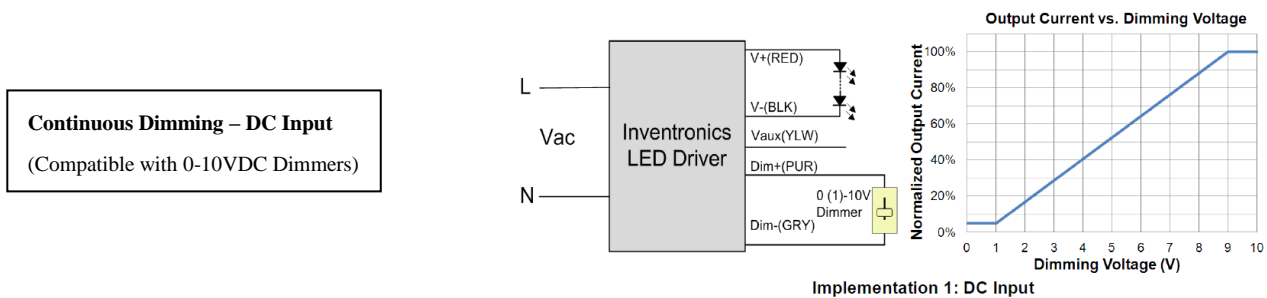 Continuous Dimming – DC Input
(Compatible with 0-10VDC Dimmers)
L
Vac
N
Inventronics
LED Driver
V+(RED)
V-(BLK)
Vaux(YLW)
Dim+(PUR)
0 (1)-10V
Dimmer
Dim-(GRY)
Output Current vs. Dimming Voltage
Normalized Output Current
100%
80%
60%
40%
20%
0%
0 1 2 3 4 5 6 7 8 9 10
Dimming Voltage (V)
Implementation 1: DC Input